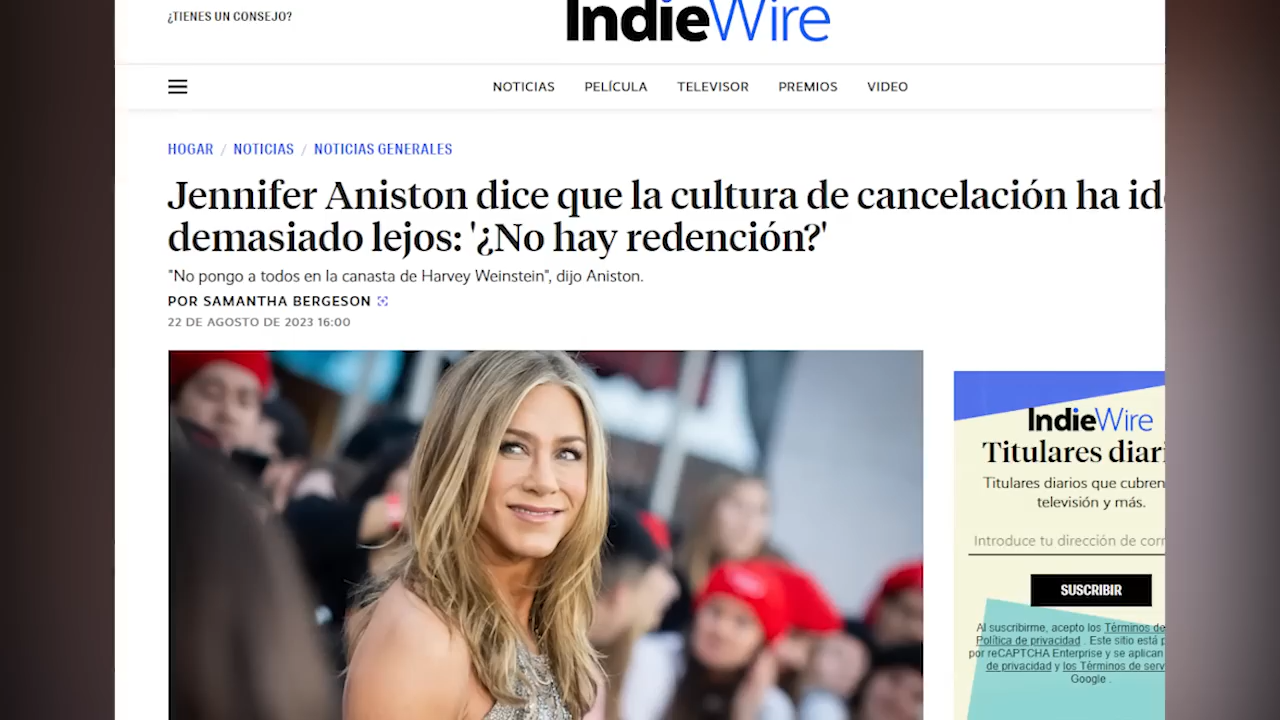 ¿TIENES UN CONSEJO?
IndieWire
NOTICIAS PELÍCULA TELEVISOR PREMIOS VIDEO
HOGAR / NOTICIAS / NOTICIAS GENERALES
Jennifer Aniston dice que la cultura de cancelación ha
demasiado lejos: '¿No hay redención?'
"No pongo a todos en la canasta de Harvey Weinstein", dijo Aniston.
POR SAMANTHA BERGESON
22 DE AGOSTO DE 2023 16:00
IndieWire
Titulares
Titulares diarios que cubren
televisión y más.
Introduce tu dirección de
SUSCRIBIR
Al suscribirme, acepto los Términos de
Política de privacidad . Este sitio está
por reCAPTCHA Enterprise y se aplican
de privacidad y los Términos de
Google .